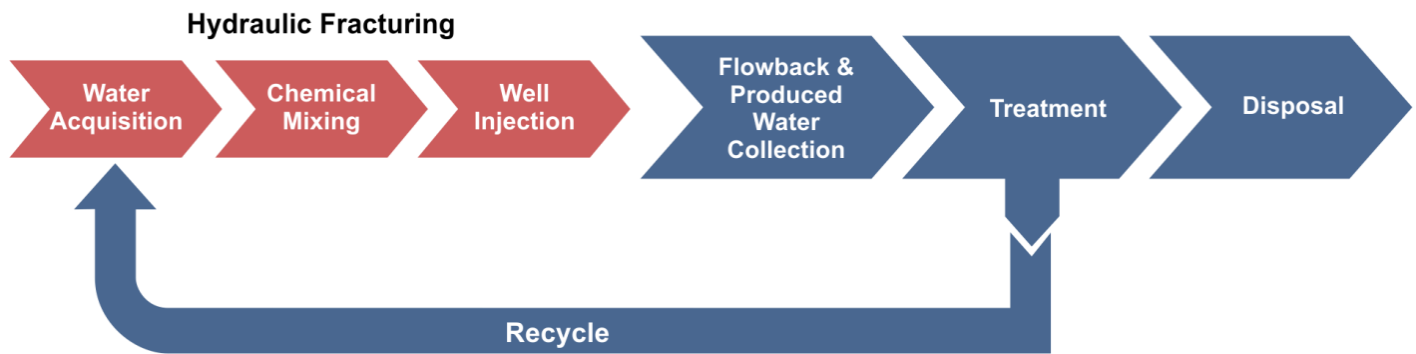 Hydraulic Fracturing
Water
Acquisition
Chemical
Mixing
Well
Injection
Flowback &
Produced
Water
Collection
Treatment
Disposal
Recycle